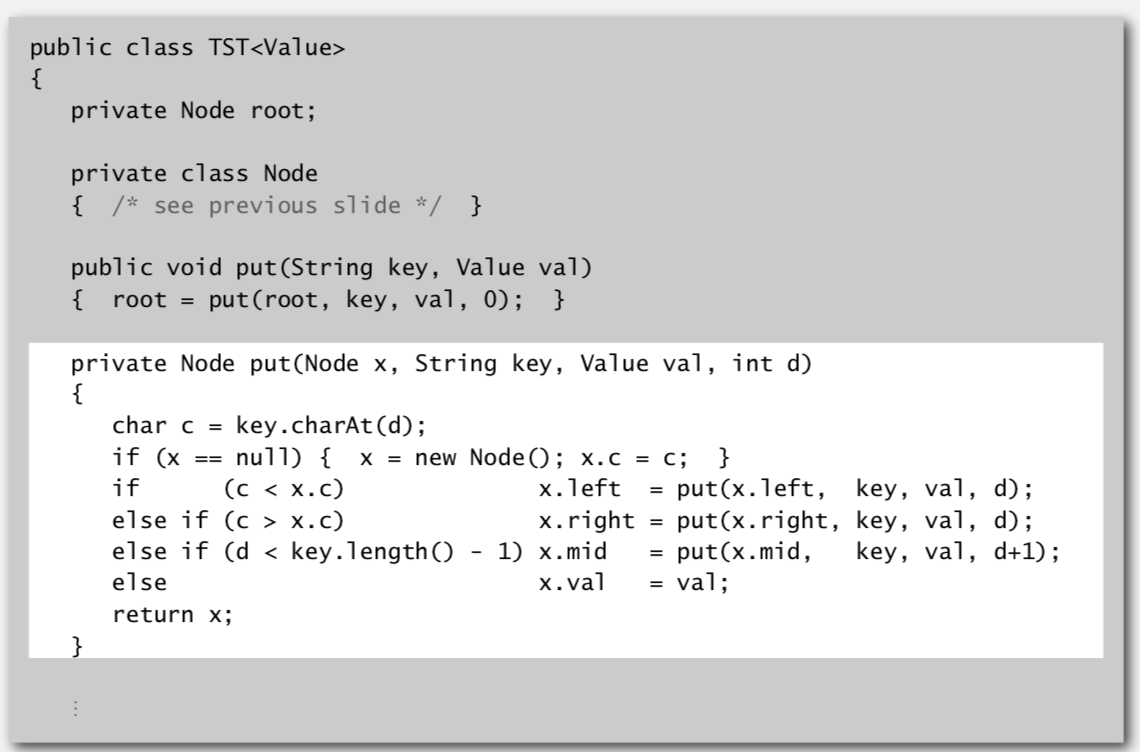 public class TST<Value>
{
   private Node root;
   private class Node
   {  /* see previous slide */  }
   public void put(String key, Value val)
   {  root = put(root, key, val, 0);  }
   private Node put(Node x, String key, Value val, int d)
   {
      char c = key.charAt(d);
      if (x == null) {  x = new Node(); x.c = c;  }
      if      (c < x.c)              x.left  = put(x.left,  key, val, d);
      else if (c > x.c)              x.right = put(x.right, key, val, d);
      else if (d < key.length() - 1) x.mid   = put(x.mid,   key, val, d+1);
      else                           x.val   = val;
      return x;
   }
   ⋮